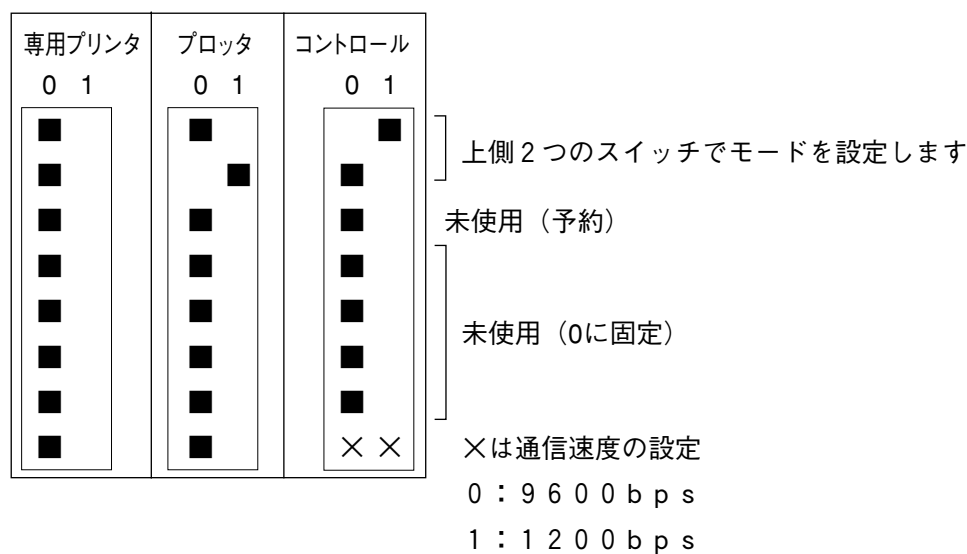 専用プリンタ プロッタ コントロール
0 1 0 1 0 1
上側2つのスイッチでモードを設定します
未使用（予約）
未使用（0に固定）
××
×は通信速度の設定
0：9600bps
1：1200bps